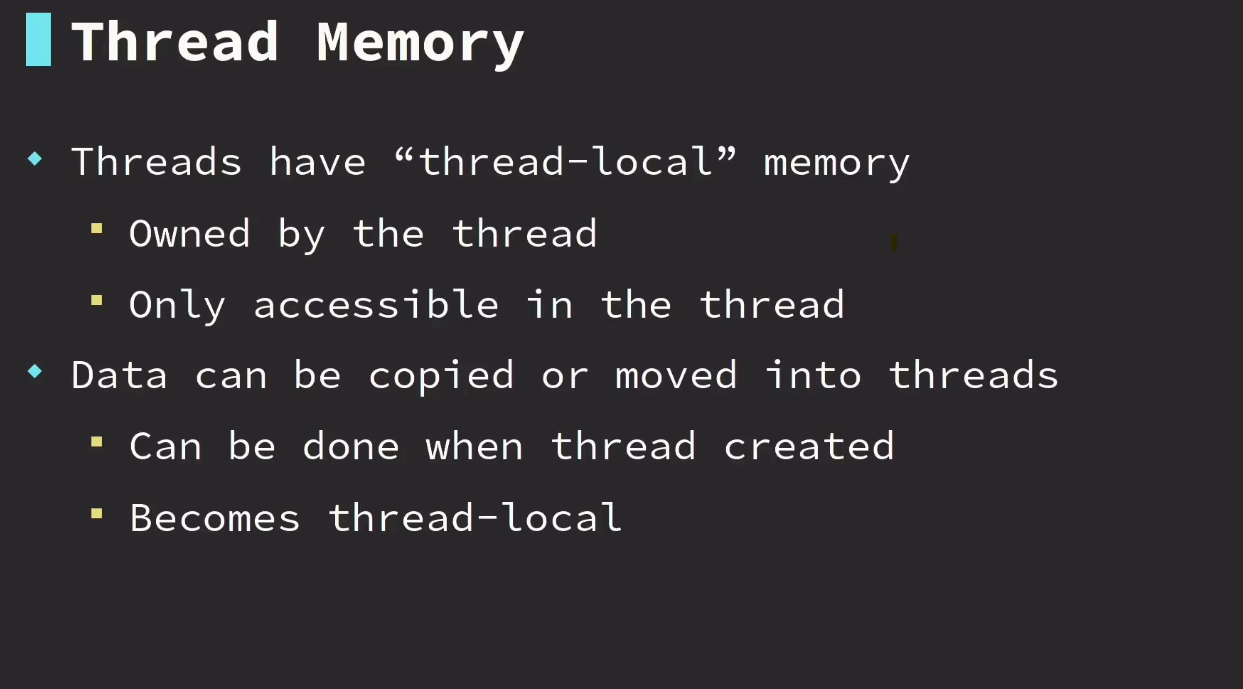 Thread Memory
Threads have “thread-local” memory
Owned by the thread
Only accessible in the thread
Data can be copied or moved into threads
Can be done when thread created
Becomes thread-local